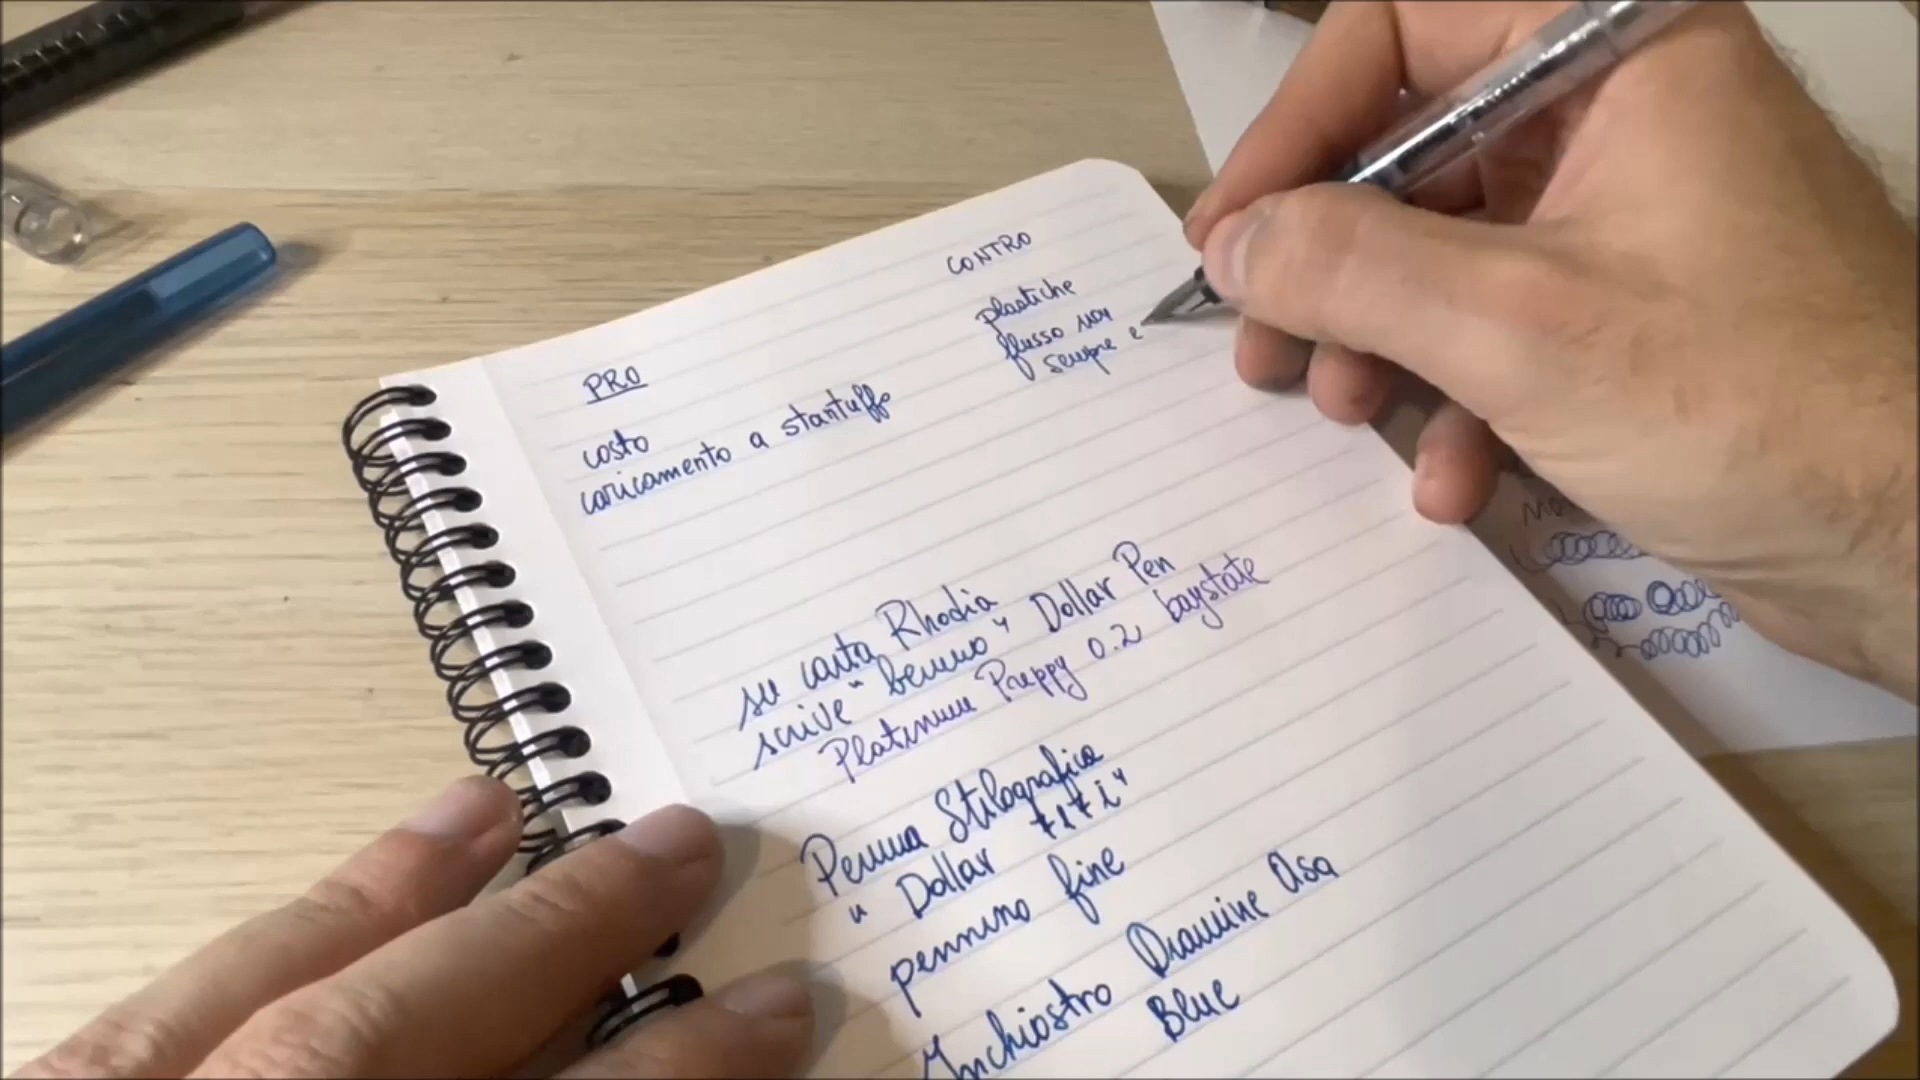 CONTRO
plastiche
flusso non
sempre e
PRO
costo
caricamento a stantuffo
su carta Rhodia
scrive "benino" Dollar Pen
Platinum Preppy 0.2 baystate
Penna Stilografica
"Dollar 717 i"
pennino fine
Inchiostro Diamine Asa
Blue